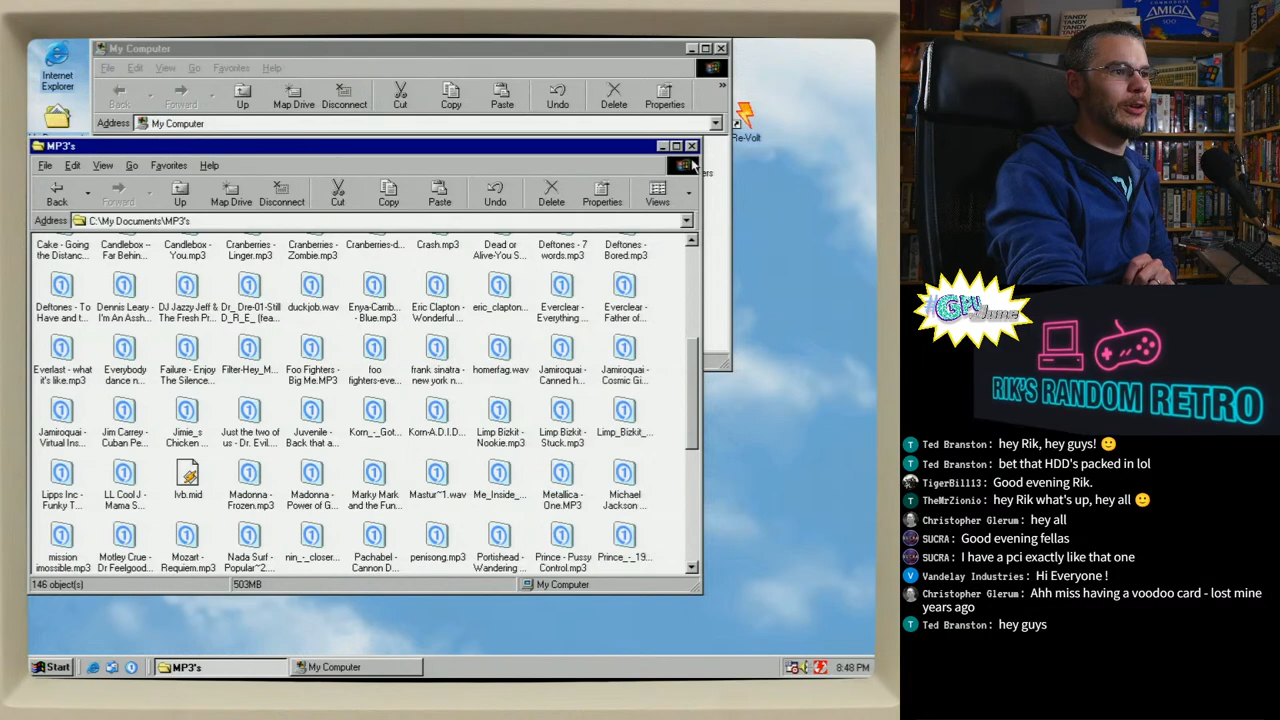 My Computer
File Edit View Go Favorites Help
Back Forward Up Map Drive Disconnect Cut Copy Paste Undo Delete Properties
Address My Computer
Internet
Explorer
Re-Volt
MP3's
File Edit View Go Favorites Help
Back Forward Up Map Drive Disconnect Cut Copy Paste Undo Delete Properties Views
Address C:\My Documents\MP3's
Cake - Going Candlebox -- Candlebox - Cranberries - Cranberries - Cranberries-d... Crash.mp3 Dead or Deftones - 7 Deftones -
the Distanc... Far Behin... You.mp3 Linger.mp3 Zombie.mp3 Alive-You S... words.mp3 Bored.mp3
Deftones - To Dennis Leary - DJ Jazzy Jeff & Dr_ Dre-01-Still duckjob.wav Enya-Carib... Eric Clapton - eric_clapton... Everclear - Everclear -
Have and t... I'm An Assh... The Fresh Pr... D_R_E_ (fea... - Blue.mp3 Wonderful ... Everything ... Father of...
Everlast - what Everybody Failure - Enjoy Filter-Hey_M... Foo Fighters - foo frank sinatra - homerfag.wav Jamiroquai - Jamiroquai -
it's like.mp3 dance n... The Silence... Big Me.MP3 fighters-eve... new york n... Canned h... Cosmic Gi...
Jamiroquai - Jim Carrey - Jimie_s Just the two of Juvenile - Korn_-_Got... Korn-A.D.I.D... Limp Bizkit - Limp Bizkit - Limp_Bizkit_...
Virtual Ins... Cuban Pe... Chicken ... us - Dr. Evil... Back that a... Nookie.mp3 Stuck.mp3
Lipps Inc - LL Cool J - lvb.mid Madonna - Madonna - Marky Mark Mastur~1.wav Me_Inside_... Metallica - Michael
Funky T... Mama S... Frozen.mp3 Power of G... and the Fun... One.MP3 Jackson ...
mission Motley Crue - Mozart - Nada Surf - nin_-_closer... Pachabel - penisong.mp3 Portishead - Prince - Pussy Prince_-_19...
imossible.mp3 Dr Feelgood... Requiem.mp3 Popular~2... Cannon D... Wandering ... Control.mp3
146 object(s) 503MB My Computer
Start MP3's My Computer 8:48 PM
COMMODORE
AMIGA
500
TANDY
RIK'S RANDOM RETRO
Ted Branston: hey Rik, hey guys! 🙂
Ted Branston: bet that HDD's packed in lol
TigerBill13: Good evening Rik.
TheMrZionio: hey Rik what's up, hey all 🙂
Christopher Glerum: hey all
SUCRA: Good evening fellas
SUCRA: I have a pci exactly like that one
Vandelay Industries: Hi Everyone !
Christopher Glerum: Ahh miss having a voodoo card - lost mine
years ago
Ted Branston: hey guys